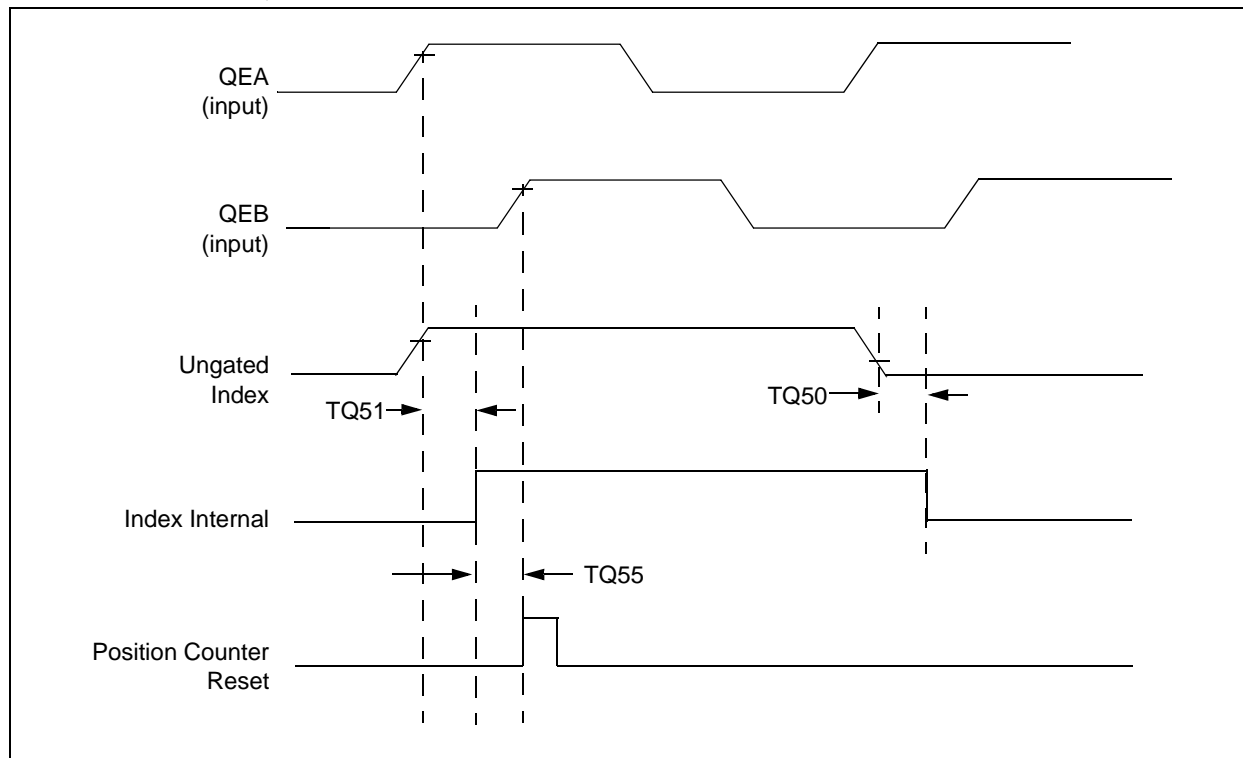 QEA
(input)
QEB
(input)
Ungated
Index
TQ51
TQ50
Index Internal
TQ55
Position Counter
Reset